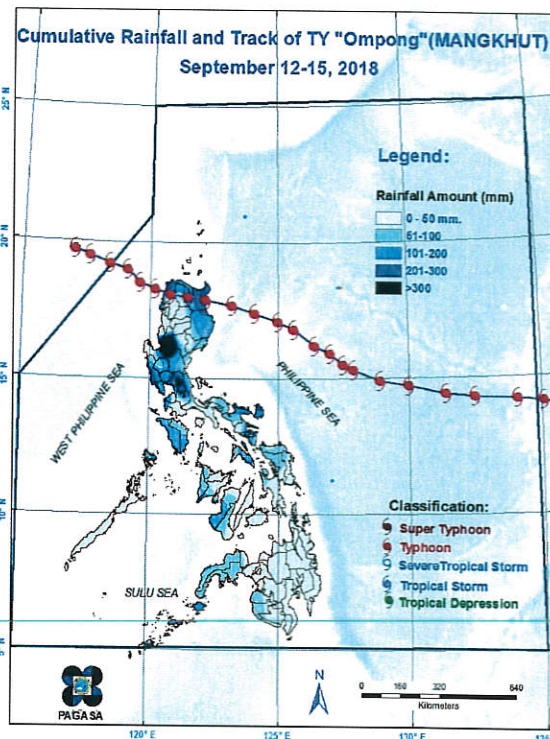 Cumulative Rainfall and Track of TY "Ompong"(MANGKHUT)
September 12-15, 2018
25° N
Legend:
Rainfall Amount (mm)
0 - 50 mm.
51-100
101-200
201-300
>300
20° N
15° N
WEST PHILIPPINE SEA
PHILIPPINE SEA
10° N
Classification:
Super Typhoon
Typhoon
SevereTropical Storm
Tropical Storm
Tropical Depression
SULU SEA
5° N
PAGASA
N
0 160 320 640
Kilometers
120° E
125° E
130° E